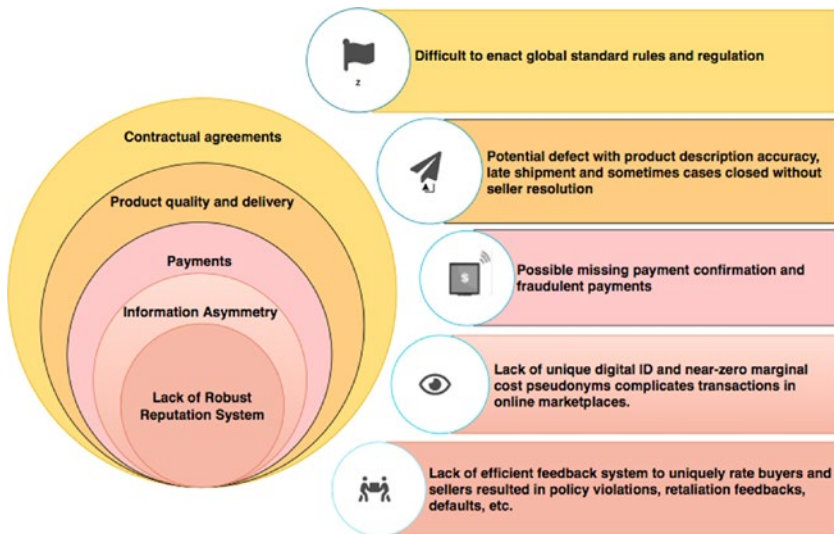 Difficult to enact global standard rules and regulation
z
Contractual agreements
Potential defect with product description accuracy,
late shipment and sometimes cases closed without
seller resolution
Product quality and delivery
Payments
$
Possible missing payment confirmation and
fraudulent payments
Information Asymmetry
Lack of unique digital ID and near-zero marginal
cost pseudonyms complicates transactions in
online marketplaces.
Lack of Robust
Reputation System
Lack of efficient feedback system to uniquely rate buyers and
sellers resulted in policy violations, retaliation feedbacks,
defaults, etc.